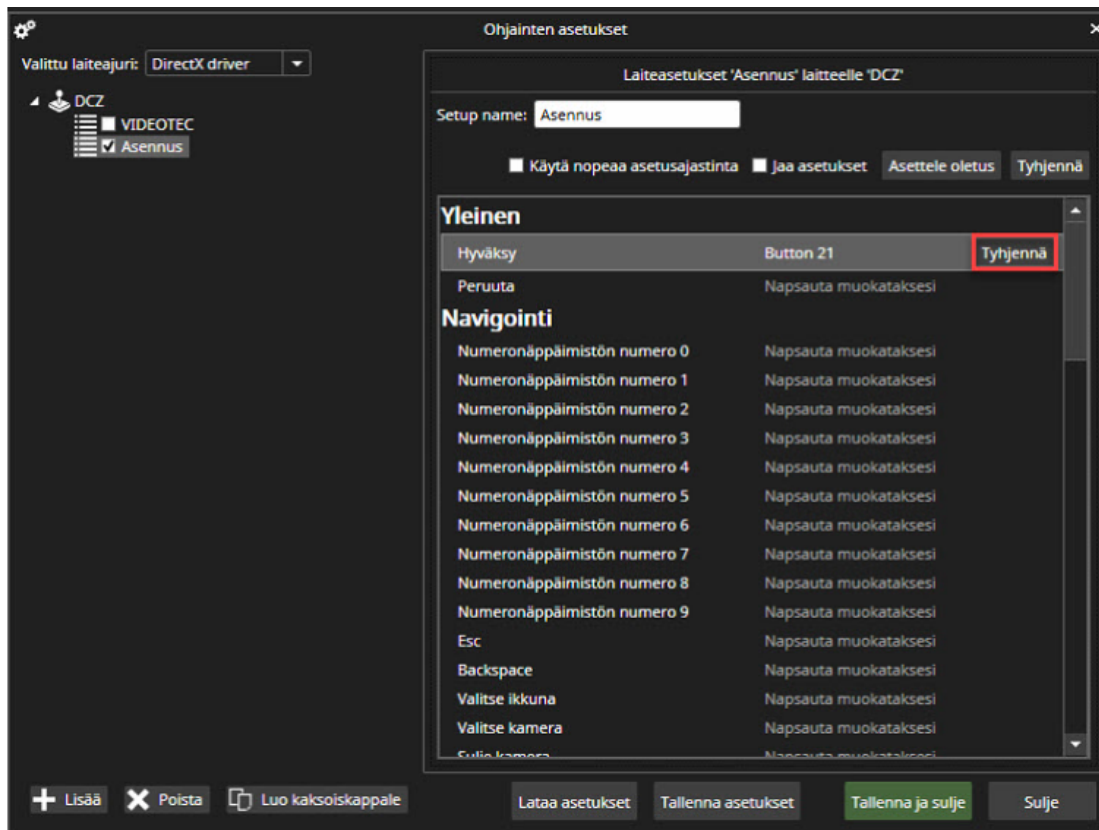 Ohjainten asetukset
Valittu laiteajuri: DirectX driver
DCZ
VIDEOTEC
Asennus
Laiteasetukset 'Asennus' laitteelle 'DCZ'
Setup name: Asennus
Käytä nopeaa asetusajastinta Jaa asetukset Asettele oletus Tyhjennä
Yleinen
Hyväksy Button 21 Tyhjennä
Peruuta Napsauta muokataksesi
Navigointi
Numeronäppäimistön numero 0 Napsauta muokataksesi
Numeronäppäimistön numero 1 Napsauta muokataksesi
Numeronäppäimistön numero 2 Napsauta muokataksesi
Numeronäppäimistön numero 3 Napsauta muokataksesi
Numeronäppäimistön numero 4 Napsauta muokataksesi
Numeronäppäimistön numero 5 Napsauta muokataksesi
Numeronäppäimistön numero 6 Napsauta muokataksesi
Numeronäppäimistön numero 7 Napsauta muokataksesi
Numeronäppäimistön numero 8 Napsauta muokataksesi
Numeronäppäimistön numero 9 Napsauta muokataksesi
Esc Napsauta muokataksesi
Backspace Napsauta muokataksesi
Valitse ikkuna Napsauta muokataksesi
Valitse kamera Napsauta muokataksesi
Sulje kamera Napsauta muokataksesi
Lisää Poista Luo kaksoiskappale Lataa asetukset Tallenna asetukset Tallenna ja sulje Sulje